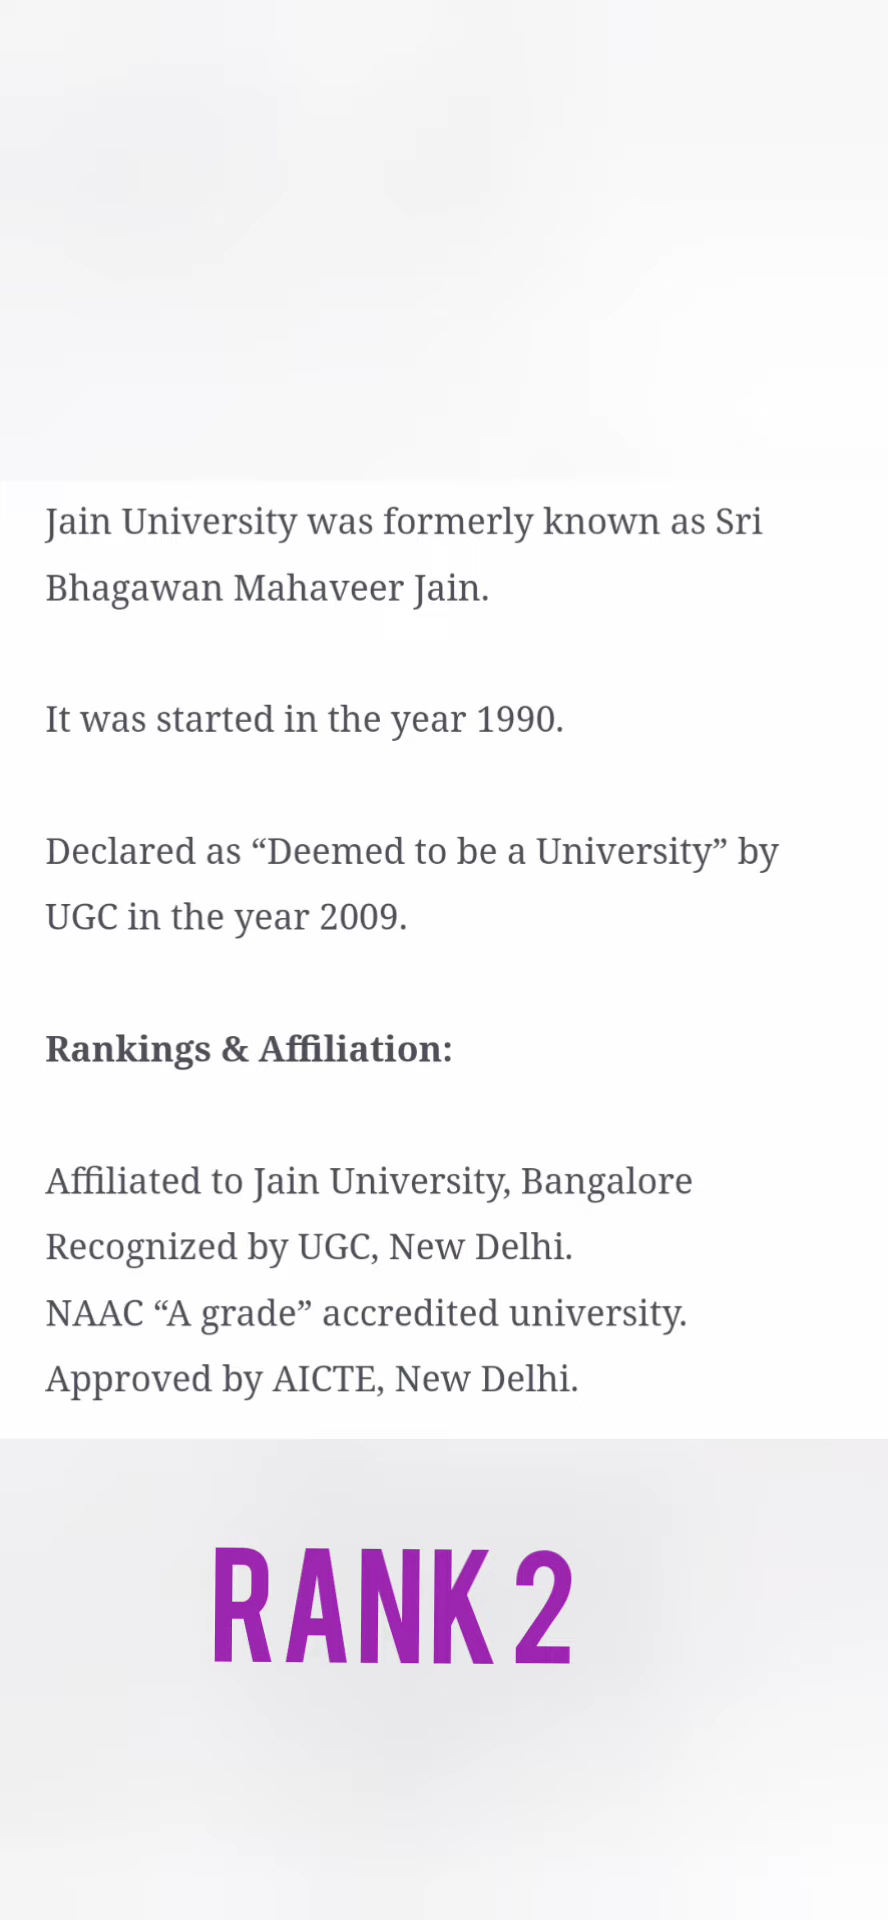 Jain University was formerly known as Sri
Bhagawan Mahaveer Jain.
It was started in the year 1990.
Declared as “Deemed to be a University” by
UGC in the year 2009.
Rankings & Affiliation:
Affiliated to Jain University, Bangalore
Recognized by UGC, New Delhi.
NAAC “A grade” accredited university.
Approved by AICTE, New Delhi.
RANK 2